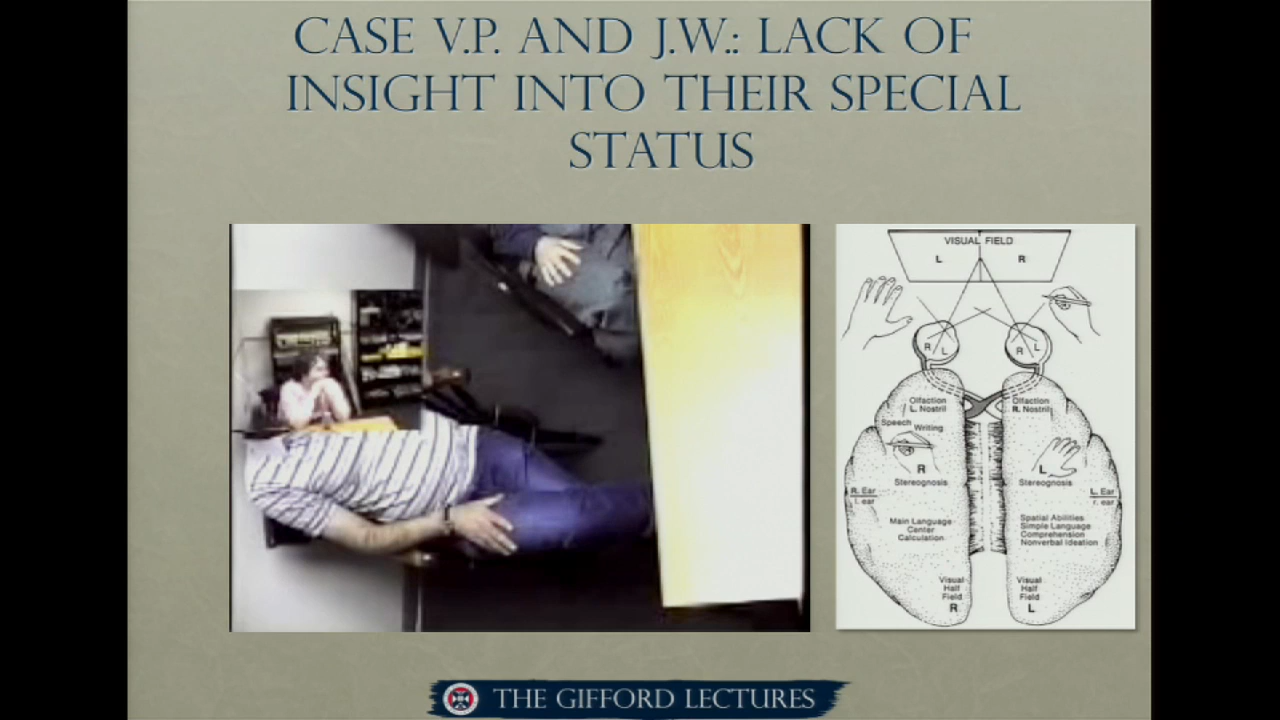 CASE V.P. AND J.W.: LACK OF
INSIGHT INTO THEIR SPECIAL
STATUS
VISUAL FIELD
L R
R L
R L
Olfaction
L. Nostril
Olfaction
R. Nostril
Speech
Writing
R
Stereognosis
L
Stereognosis
R. Ear
l. ear
L. Ear
r. ear
Main Language
Center
Calculation
Spatial Abilities
Simple Language
Comprehension
Nonverbal Ideation
Visual
Half
Field
R
Visual
Half
Field
L
THE GIFFORD LECTURES